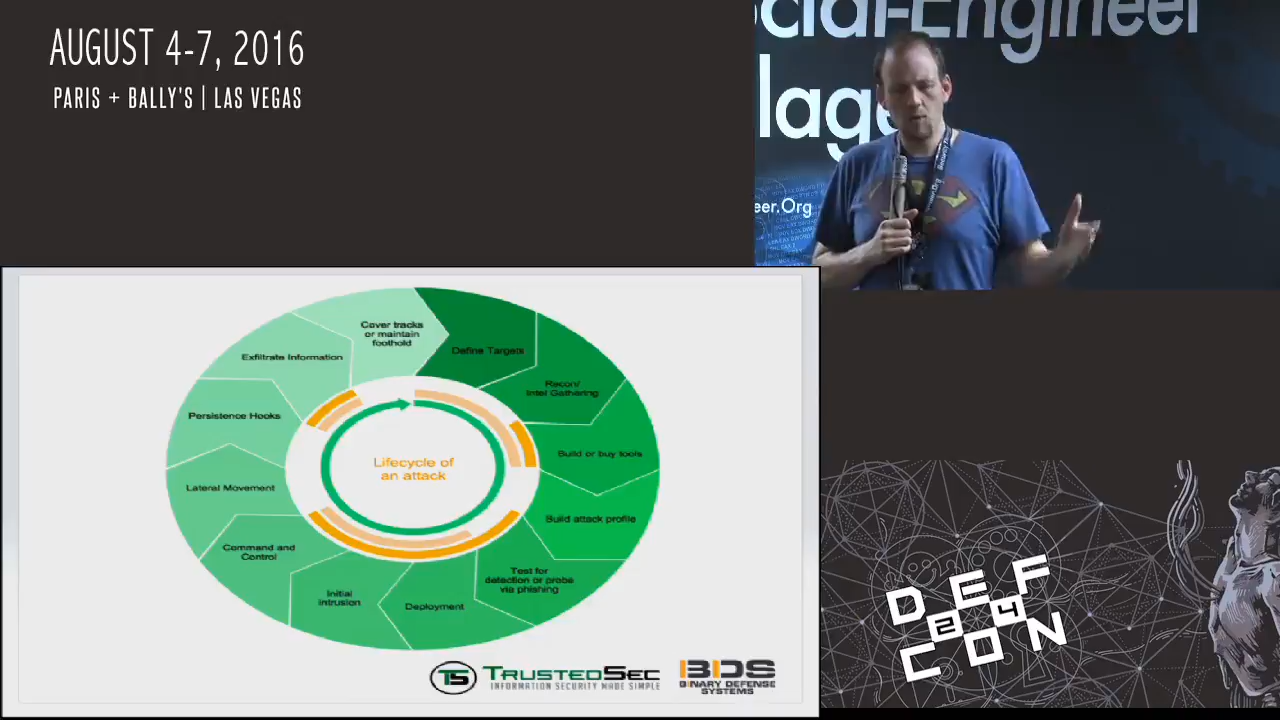 AUGUST 4-7, 2016
PARIS + BALLY'S | LAS VEGAS
cial-Engineer
lage
eer.Org
Cover tracks
or maintain
foothold
Define Targets
Recon/
Intel Gathering
Build or buy tools
Build attack profile
Test for
detection or probe
via phishing
Deployment
Initial
intrusion
Command and
Control
Lateral Movement
Persistence Hooks
Exfiltrate Information
Lifecycle of
an attack
TS TRUSTEDSEC
INFORMATION SECURITY MADE SIMPLE
BDS
BINARY DEFENSE
SYSTEMS
DEF
24
CON